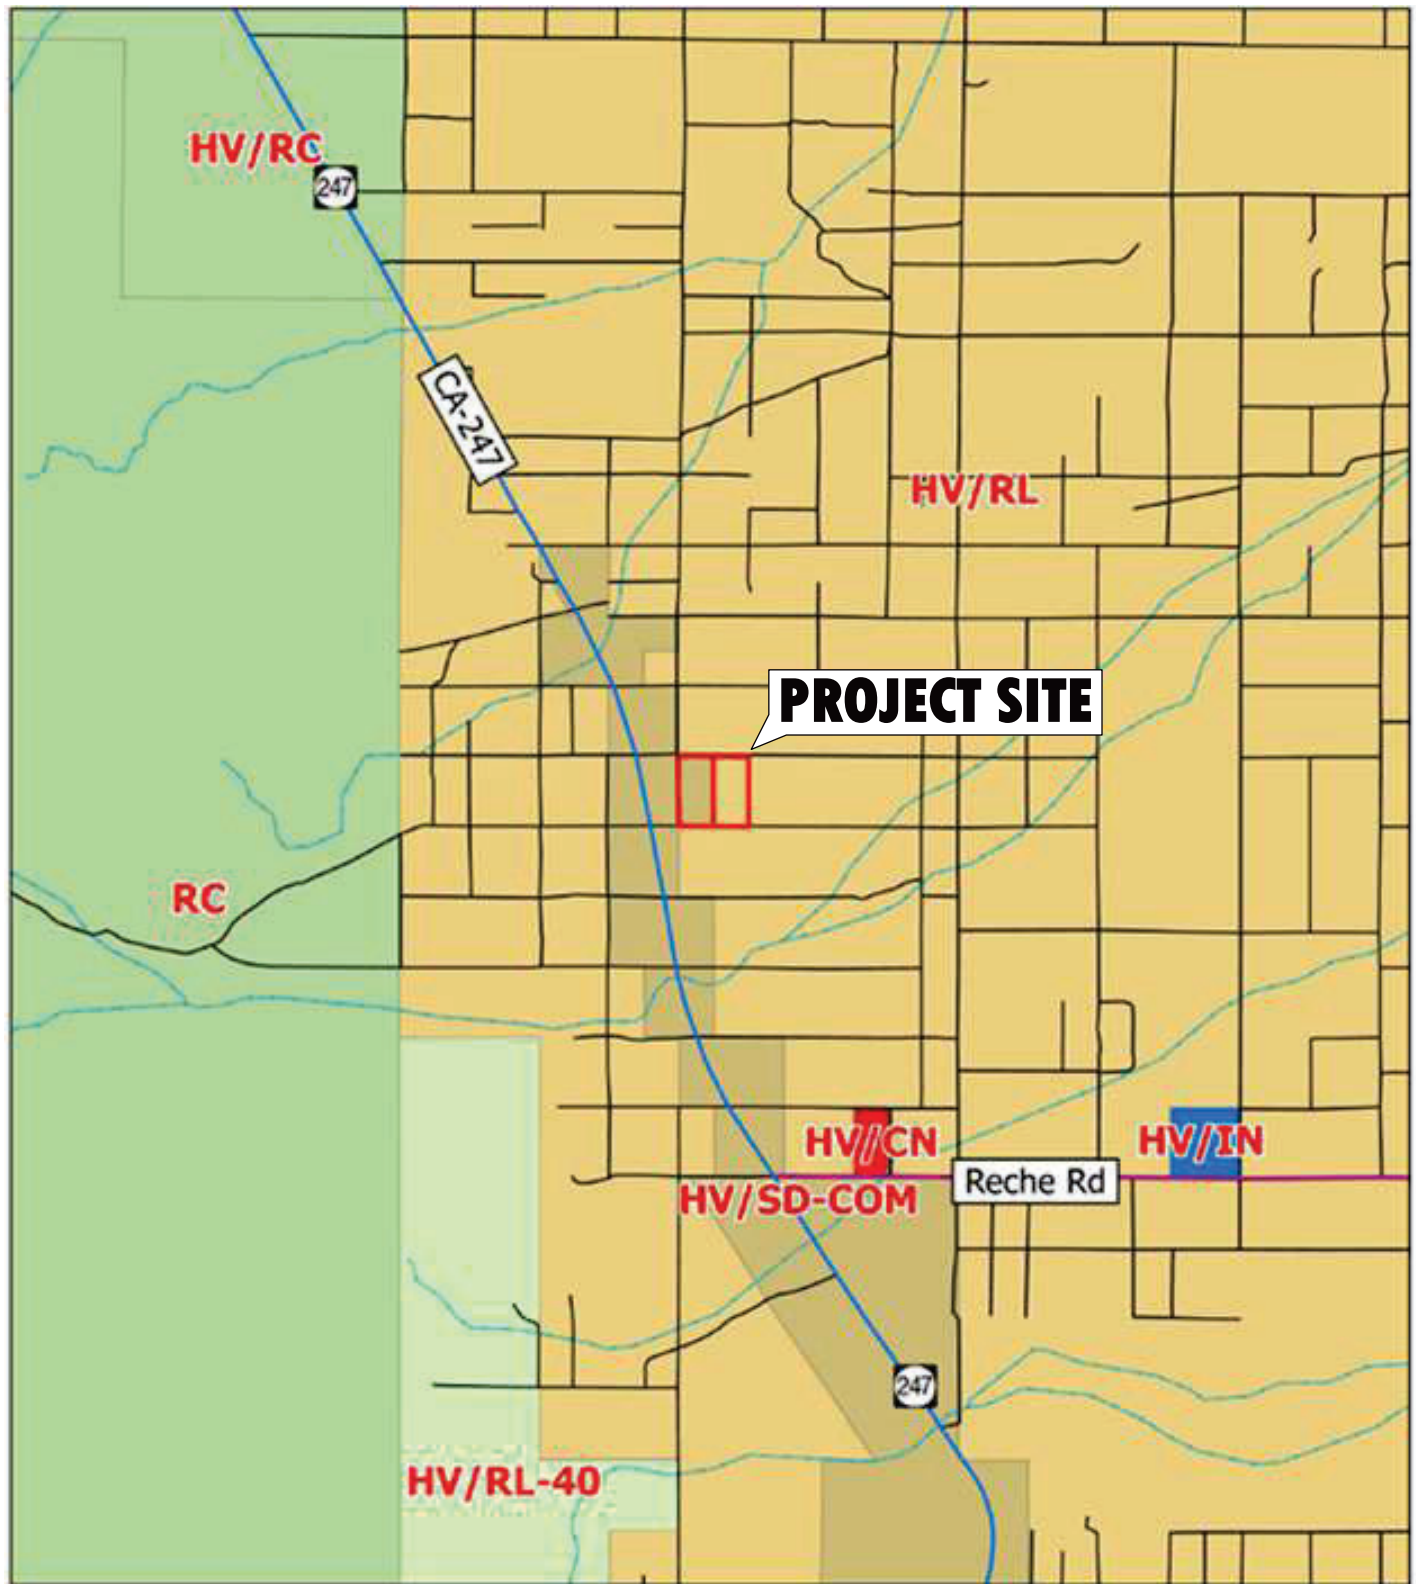 HV/RC
247
CA-247
HV/RL
PROJECT SITE
RC
HV/CN
HV/IN
Reche Rd
HV/SD-COM
247
HV/RL-40